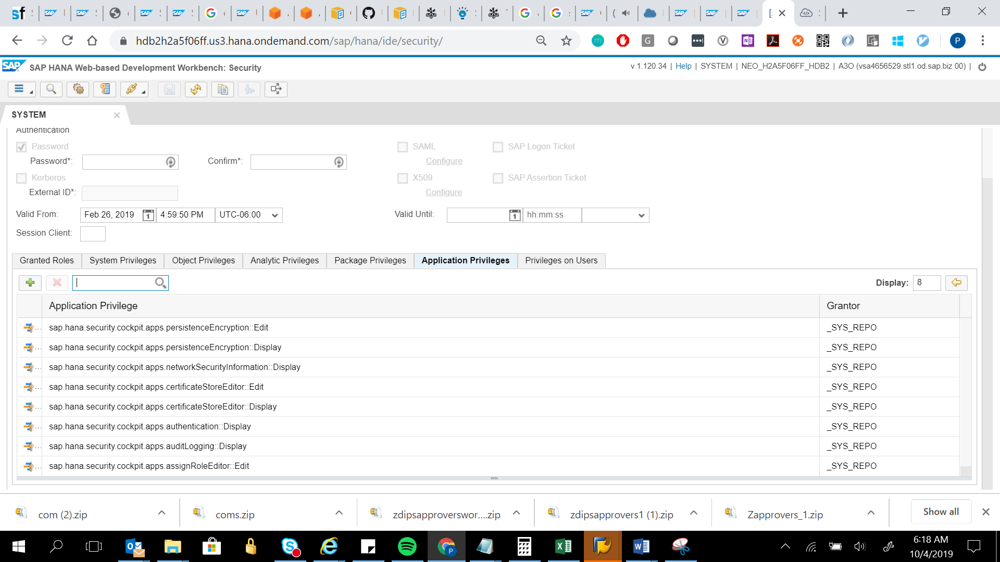 hdb2h2a5f06ff.us3.hana.ondemand.com/sap/hana/ide/security/
SAP SAP HANA Web-based Development Workbench: Security
v 1.120.34 | Help | SYSTEM | NEO_H2A5F06FF_HDB2 | A3O (vsa4656529.stl1.od.sap.biz 00) |
SYSTEM
Authentication
Password SAML SAP Logon Ticket
Password*: Confirm*: Configure
Kerberos X509 SAP Assertion Ticket
External ID*: Configure
Valid From: Feb 26, 2019 4:59:50 PM UTC-06:00 Valid Until: hh:mm:ss
Session Client:
Granted Roles System Privileges Object Privileges Analytic Privileges Package Privileges Application Privileges Privileges on Users
Display: 8
Application Privilege Grantor
sap.hana.security.cockpit.apps.persistenceEncryption::Edit _SYS_REPO
sap.hana.security.cockpit.apps.persistenceEncryption::Display _SYS_REPO
sap.hana.security.cockpit.apps.networkSecurityInformation::Display _SYS_REPO
sap.hana.security.cockpit.apps.certificateStoreEditor::Edit _SYS_REPO
sap.hana.security.cockpit.apps.certificateStoreEditor::Display _SYS_REPO
sap.hana.security.cockpit.apps.authentication::Display _SYS_REPO
sap.hana.security.cockpit.apps.auditLogging::Display _SYS_REPO
sap.hana.security.cockpit.apps.assignRoleEditor::Edit _SYS_REPO
com (2).zip coms.zip zdipsapproverswor....zip zdipsapprovers1 (1).zip Zapprovers_1.zip Show all
6:18 AM
10/4/2019